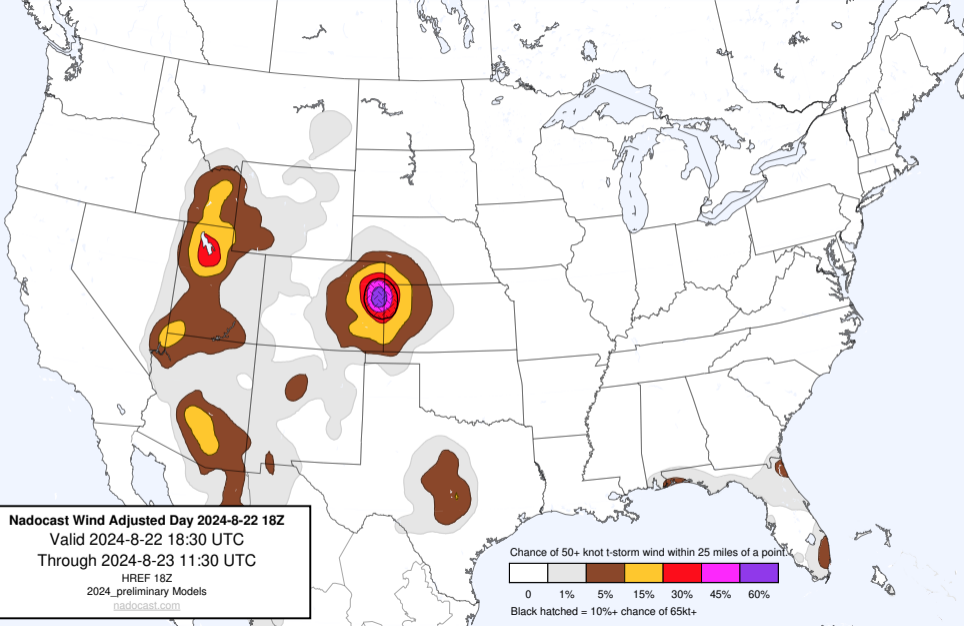 Nadocast Wind Adjusted Day 2024-8-22 18Z
Valid 2024-8-22 18:30 UTC
Through 2024-8-23 11:30 UTC
HREF 18Z
2024_preliminary Models
nadocast.com
Chance of 50+ knot t-storm wind within 25 miles of a point.
0 1% 5% 15% 30% 45% 60%
Black hatched = 10%+ chance of 65kt+